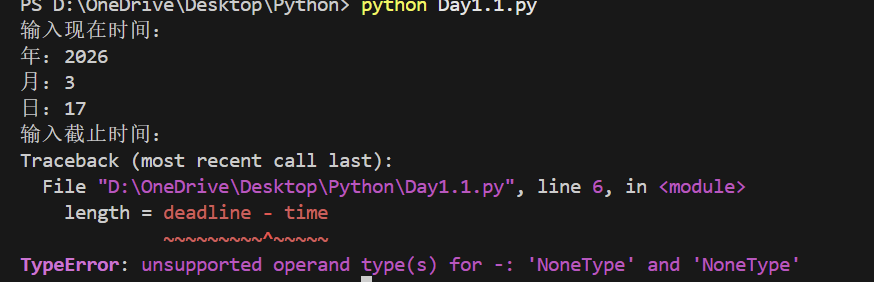 PS D:\OneDrive\Desktop\Python> python Day1.1.py
输入现在时间：
年：2026
月：3
日：17
输入截止时间：
Traceback (most recent call last):
  File "D:\OneDrive\Desktop\Python\Day1.1.py", line 6, in <module>
    length = deadline - time
             ~~~~~~~~~^~~~~~
TypeError: unsupported operand type(s) for -: 'NoneType' and 'NoneType'